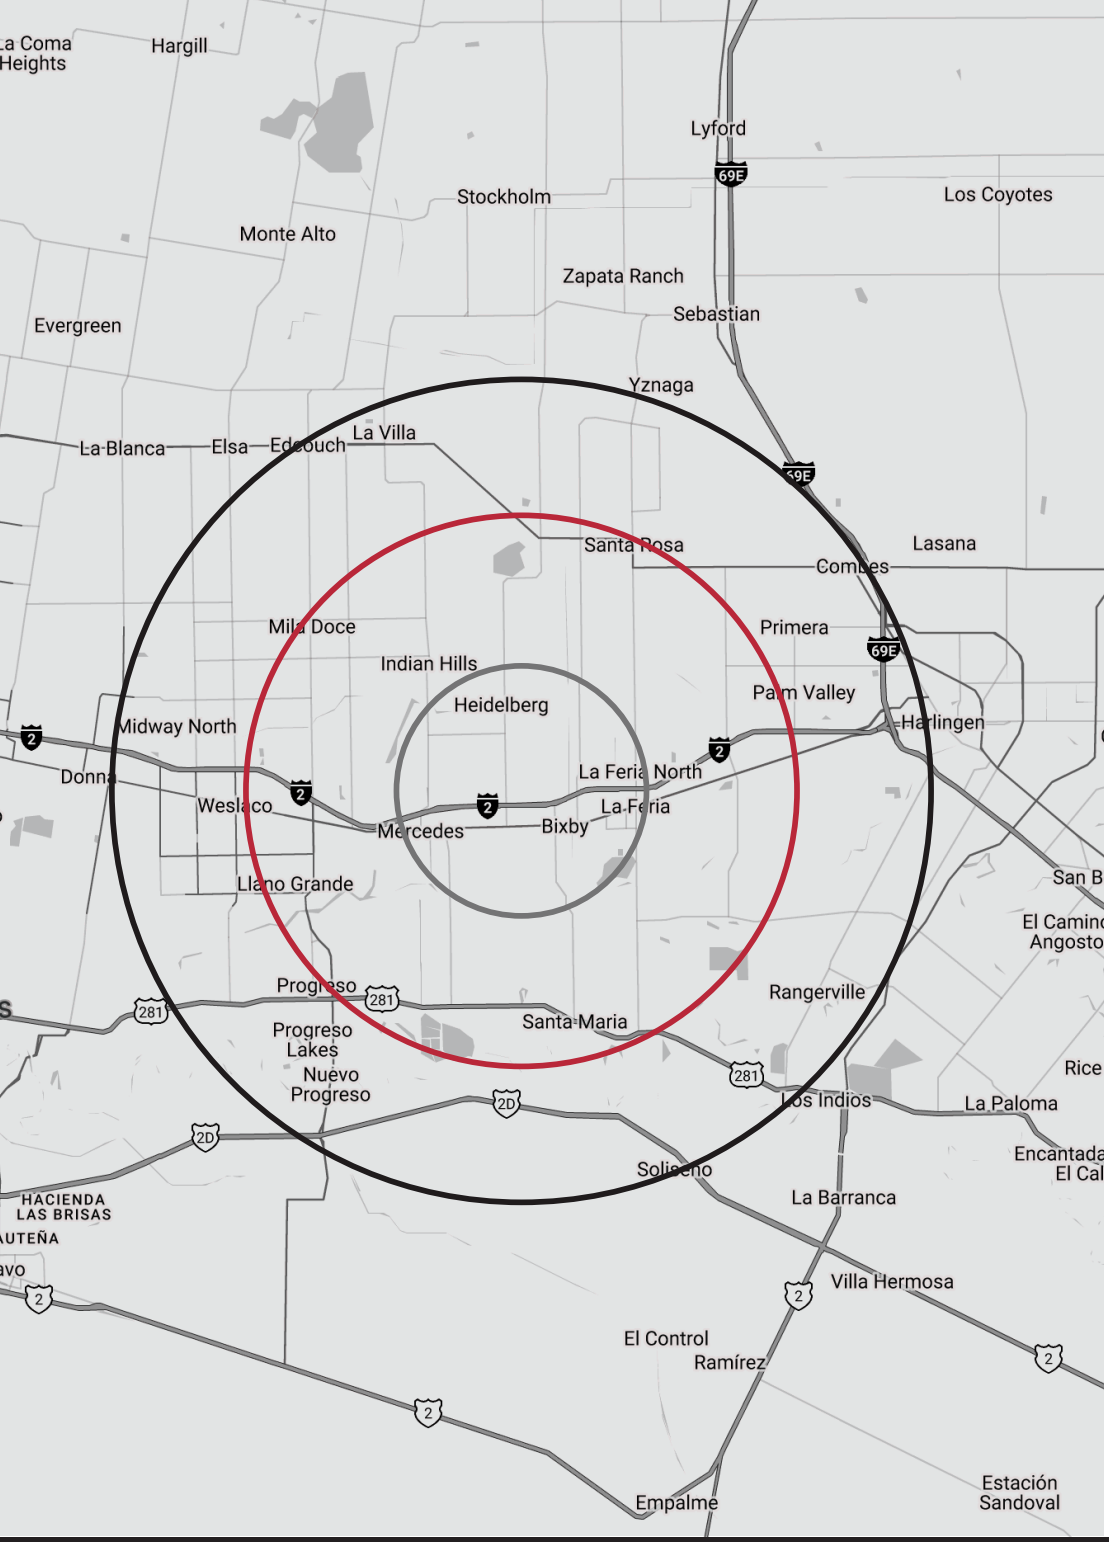 La Coma
Heights
Hargill
Lyford
69E
Stockholm
Los Coyotes
Monte Alto
Zapata Ranch
Sebastian
Evergreen
Yznaga
La Blanca
Elsa
Edcouch
La Villa
69E
Santa Rosa
Lasana
Combes
Mila Doce
Primera
69E
Indian Hills
Palm Valley
Heidelberg
Harlingen
Midway North
2
2
La Feria North
Donna
2
Weslaco
2
La Feria
Mercedes
Bixby
San B
Llano Grande
El Camino
Angosto
Progreso
281
Rangerville
S
281
Santa Maria
Progreso
Lakes
Nuevo
Progreso
281
Rice
2D
Los Indios
La Paloma
2D
Encantada
El Cal
Soliseño
HACIENDA
LAS BRISAS
La Barranca
AUTEÑA
avo
2
Villa Hermosa
2
El Control
Ramírez
2
2
Estación
Sandoval
Empalme